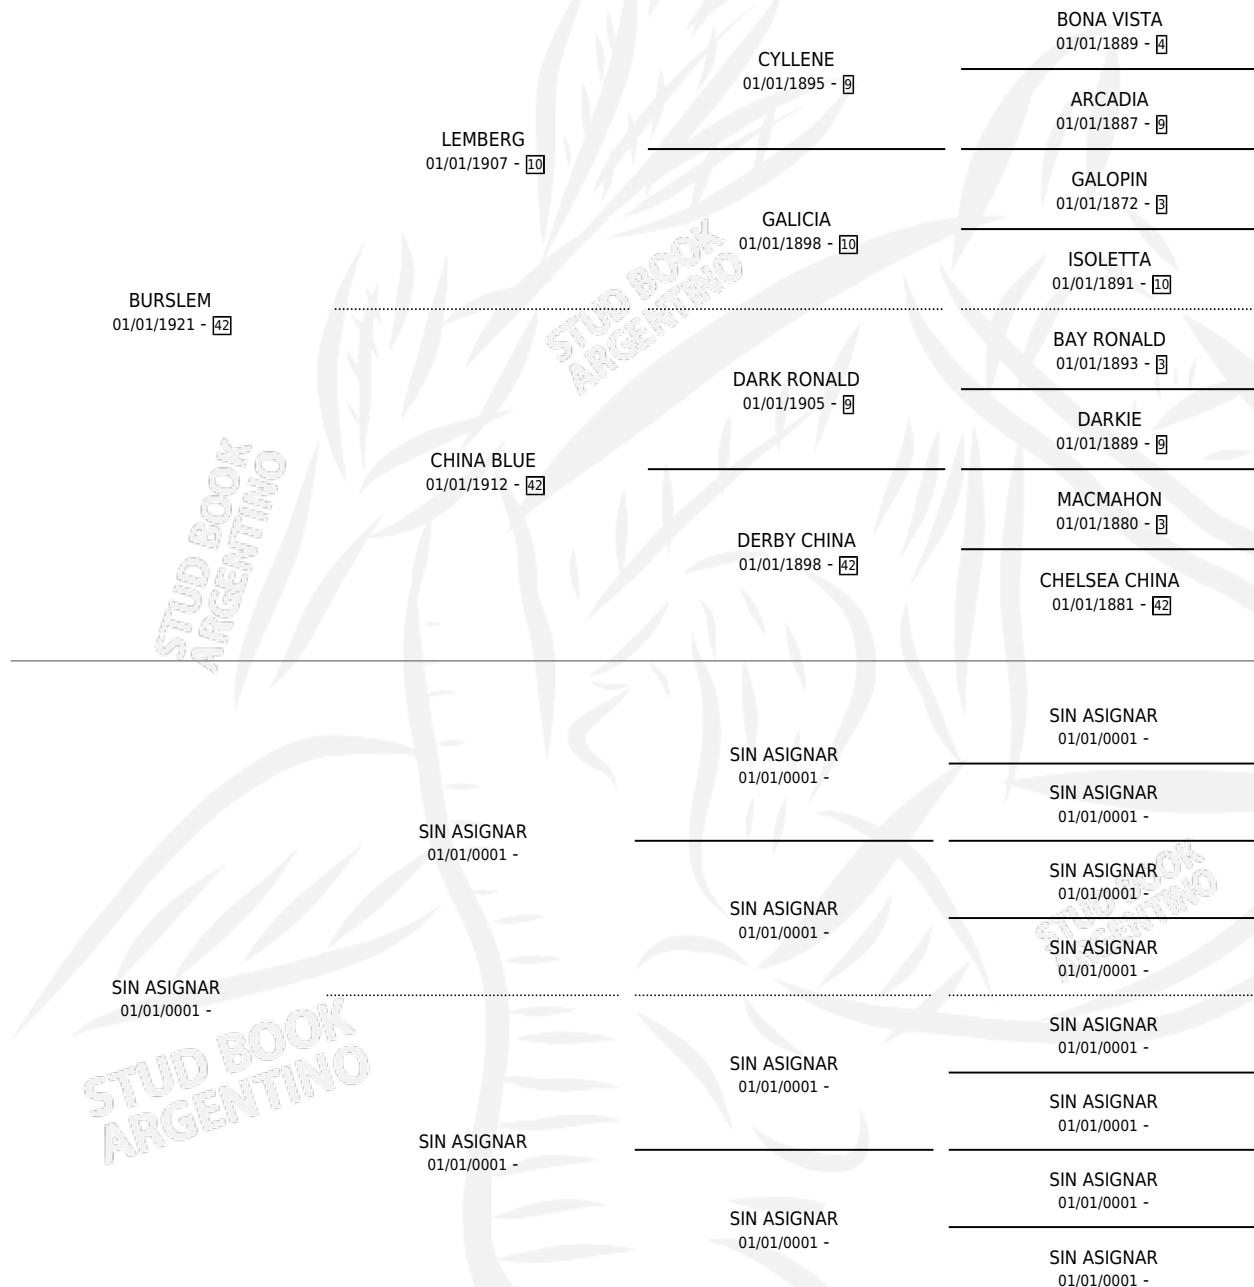 BONA VISTA
01/01/1889 - 4
CYLLENE
01/01/1895 - 9
ARCADIA
01/01/1887 - 9
LEMBERG
01/01/1907 - 10
GALOPIN
01/01/1872 - 3
GALICIA
01/01/1898 - 10
ISOLETTA
01/01/1891 - 10
BURSLEM
01/01/1921 - 42
BAY RONALD
01/01/1893 - 3
DARK RONALD
01/01/1905 - 9
DARKIE
01/01/1889 - 9
CHINA BLUE
01/01/1912 - 42
MACMAHON
01/01/1880 - 3
DERBY CHINA
01/01/1898 - 42
CHELSEA CHINA
01/01/1881 - 42
STUD BOOK
ARGENTINO
STUD BOOK
ARGENTINO
SIN ASIGNAR
01/01/0001 -
SIN ASIGNAR
01/01/0001 -
SIN ASIGNAR
01/01/0001 -
SIN ASIGNAR
01/01/0001 -
SIN ASIGNAR
01/01/0001 -
SIN ASIGNAR
01/01/0001 -
SIN ASIGNAR
01/01/0001 -
SIN ASIGNAR
01/01/0001 -
SIN ASIGNAR
01/01/0001 -
SIN ASIGNAR
01/01/0001 -
SIN ASIGNAR
01/01/0001 -
SIN ASIGNAR
01/01/0001 -
SIN ASIGNAR
01/01/0001 -
SIN ASIGNAR
01/01/0001 -
SIN ASIGNAR
01/01/0001 -
STUD BOOK
ARGENTINO
STUD BOOK
ARGENTINO